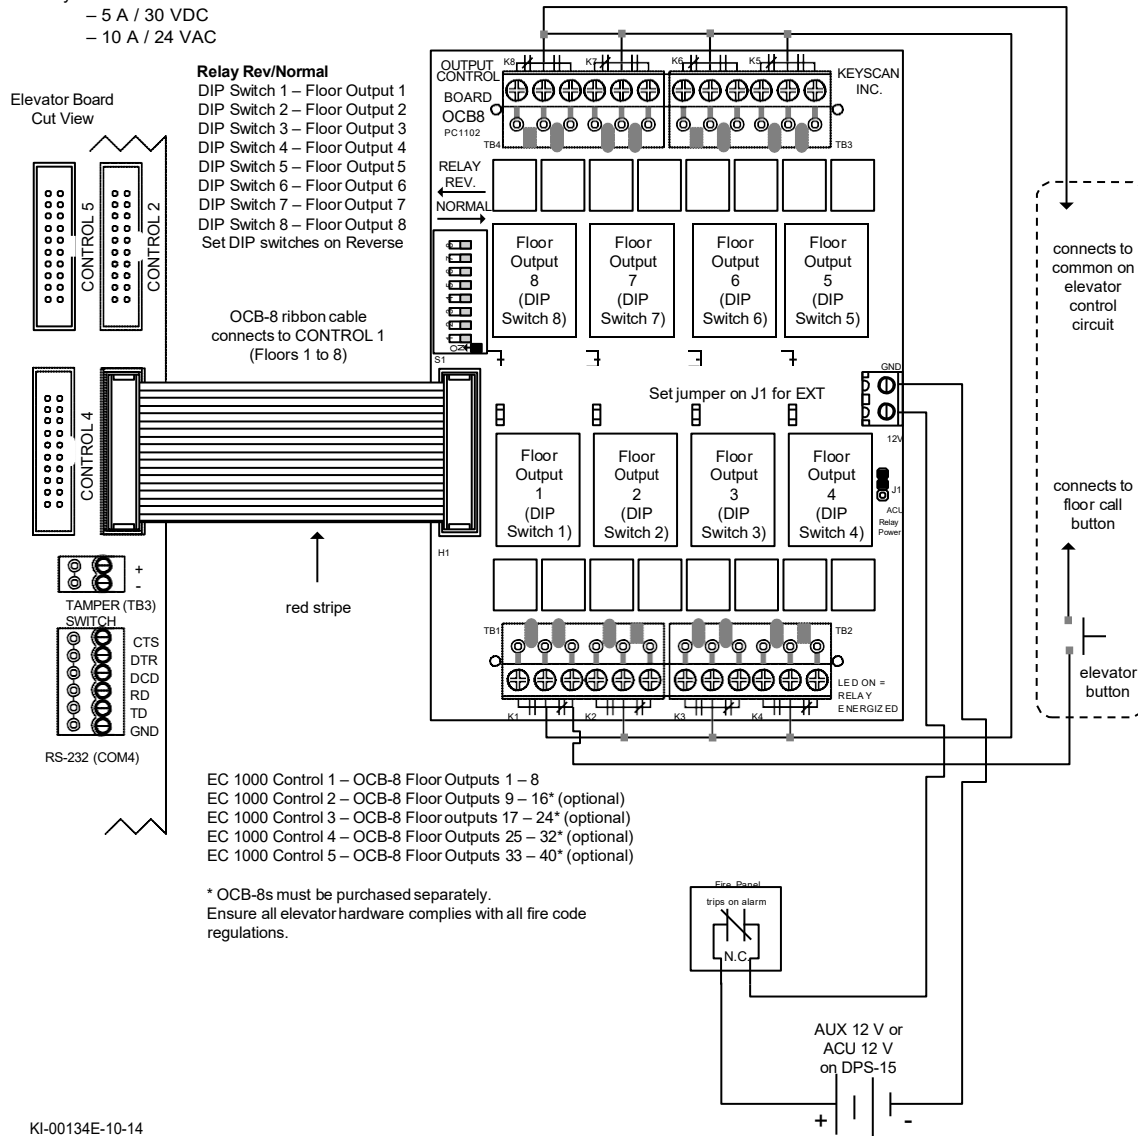 – 5 A / 30 VDC
– 10 A / 24 VAC
Relay Rev/Normal
DIP Switch 1 – Floor Output 1
DIP Switch 2 – Floor Output 2
DIP Switch 3 – Floor Output 3
DIP Switch 4 – Floor Output 4
DIP Switch 5 – Floor Output 5
DIP Switch 6 – Floor Output 6
DIP Switch 7 – Floor Output 7
DIP Switch 8 – Floor Output 8
Set DIP switches on Reverse
Elevator Board
Cut View
CONTROL 5
CONTROL 2
CONTROL 4
OCB-8 ribbon cable
connects to CONTROL 1
(Floors 1 to 8)
red stripe
+
-
TAMPER (TB3)
SWITCH
CTS
DTR
DCD
RD
TD
GND
RS-232 (COM4)
OUTPUT
CONTROL
BOARD
OCB8
PC1102
K8
K7
K6
K5
KEYSCAN
INC.
TB4
TB3
RELAY
REV.
NORMAL
S1
Floor
Output
8
(DIP
Switch 8)
Floor
Output
7
(DIP
Switch 7)
Floor
Output
6
(DIP
Switch 6)
Floor
Output
5
(DIP
Switch 5)
Set jumper on J1 for EXT
GND
12V
J1
ACU
Relay
Power
Floor
Output
1
(DIP
Switch 1)
Floor
Output
2
(DIP
Switch 2)
Floor
Output
3
(DIP
Switch 3)
Floor
Output
4
(DIP
Switch 4)
H1
TB1
TB2
K1
K2
K3
K4
LED ON =
RELAY
ENERGIZED
connects to
common on
elevator
control
circuit
connects to
floor call
button
elevator
button
EC 1000 Control 1 – OCB-8 Floor Outputs 1 – 8
EC 1000 Control 2 – OCB-8 Floor Outputs 9 – 16* (optional)
EC 1000 Control 3 – OCB-8 Floor outputs 17 – 24* (optional)
EC 1000 Control 4 – OCB-8 Floor Outputs 25 – 32* (optional)
EC 1000 Control 5 – OCB-8 Floor Outputs 33 – 40* (optional)
* OCB-8s must be purchased separately.
Ensure all elevator hardware complies with all fire code
regulations.
Fire Panel
trips on alarm
N.C.
AUX 12 V or
ACU 12 V
on DPS-15
+
-
KI-00134E-10-14